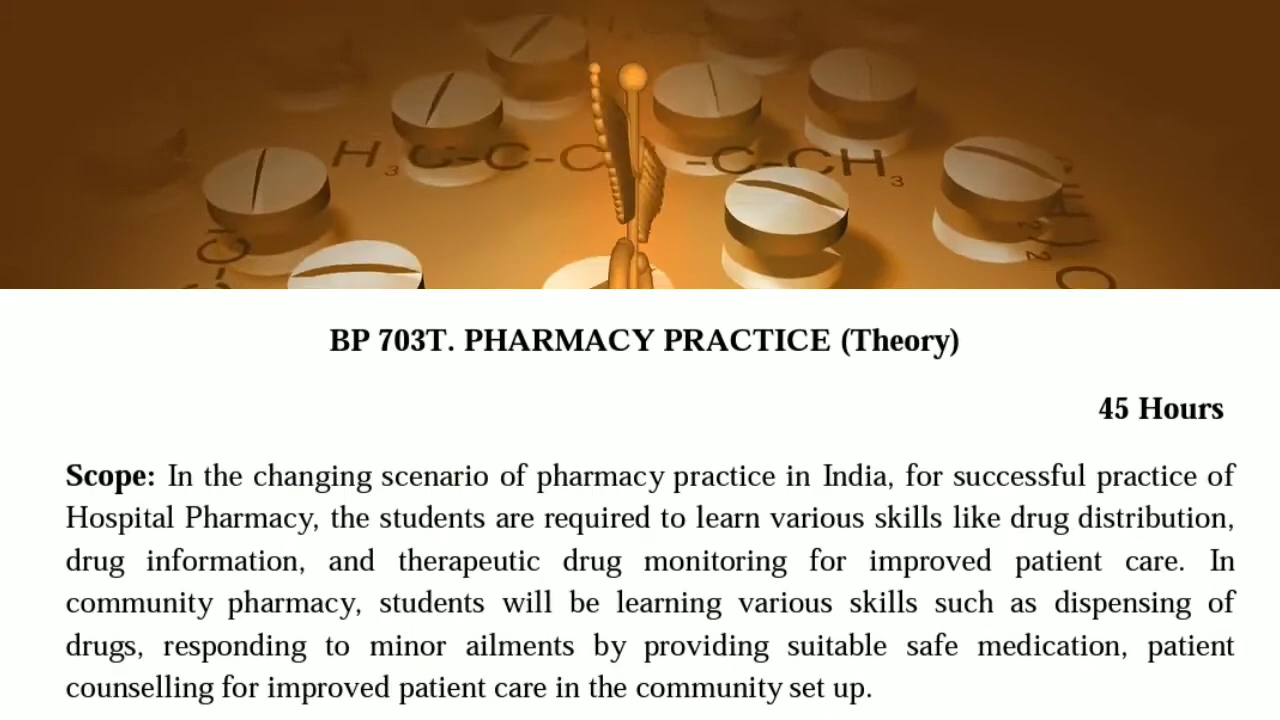 H₃C-C-C -C-CH₃
BP 703T. PHARMACY PRACTICE (Theory)
45 Hours
Scope: In the changing scenario of pharmacy practice in India, for successful practice of
Hospital Pharmacy, the students are required to learn various skills like drug distribution,
drug information, and therapeutic drug monitoring for improved patient care. In
community pharmacy, students will be learning various skills such as dispensing of
drugs, responding to minor ailments by providing suitable safe medication, patient
counselling for improved patient care in the community set up.